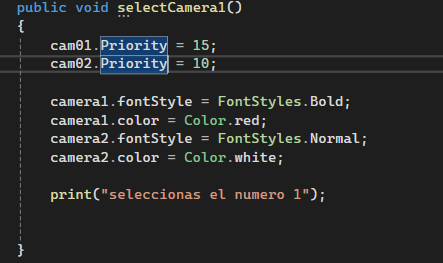 public void selectCamera1()
{
cam01.Priority = 15;
cam02.Priority = 10;
camera1.fontStyle = FontStyles.Bold;
camera1.color = Color.red;
camera2.fontStyle = FontStyles.Normal;
camera2.color = Color.white;
print("seleccionas el numero 1");
}